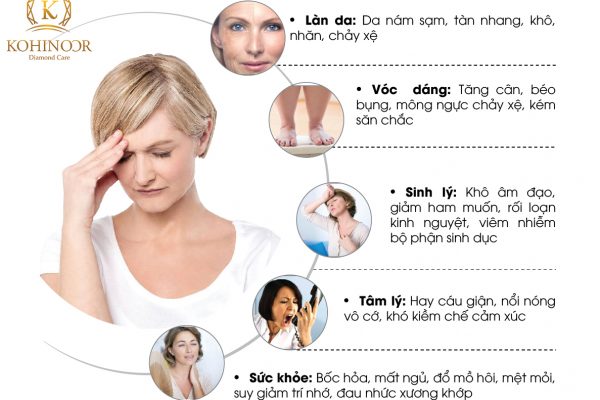 K
KOHINOOR
Diamond Care
• Làn da: Da nám sạm, tàn nhang, khô,
nhăn, chảy xệ
• Vóc dáng: Tăng cân, béo
bụng, mông ngực chảy xệ, kém
săn chắc
• Sinh lý: Khô âm đạo,
giảm ham muốn, rối loạn
kinh nguyệt, viêm nhiễm
bộ phận sinh dục
• Tâm lý: Hay cáu giận, nổi nóng
vô cớ, khó kiềm chế cảm xúc
• Sức khỏe: Bốc hỏa, mất ngủ, đổ mồ hôi, mệt mỏi,
suy giảm trí nhớ, đau nhức xương khớp